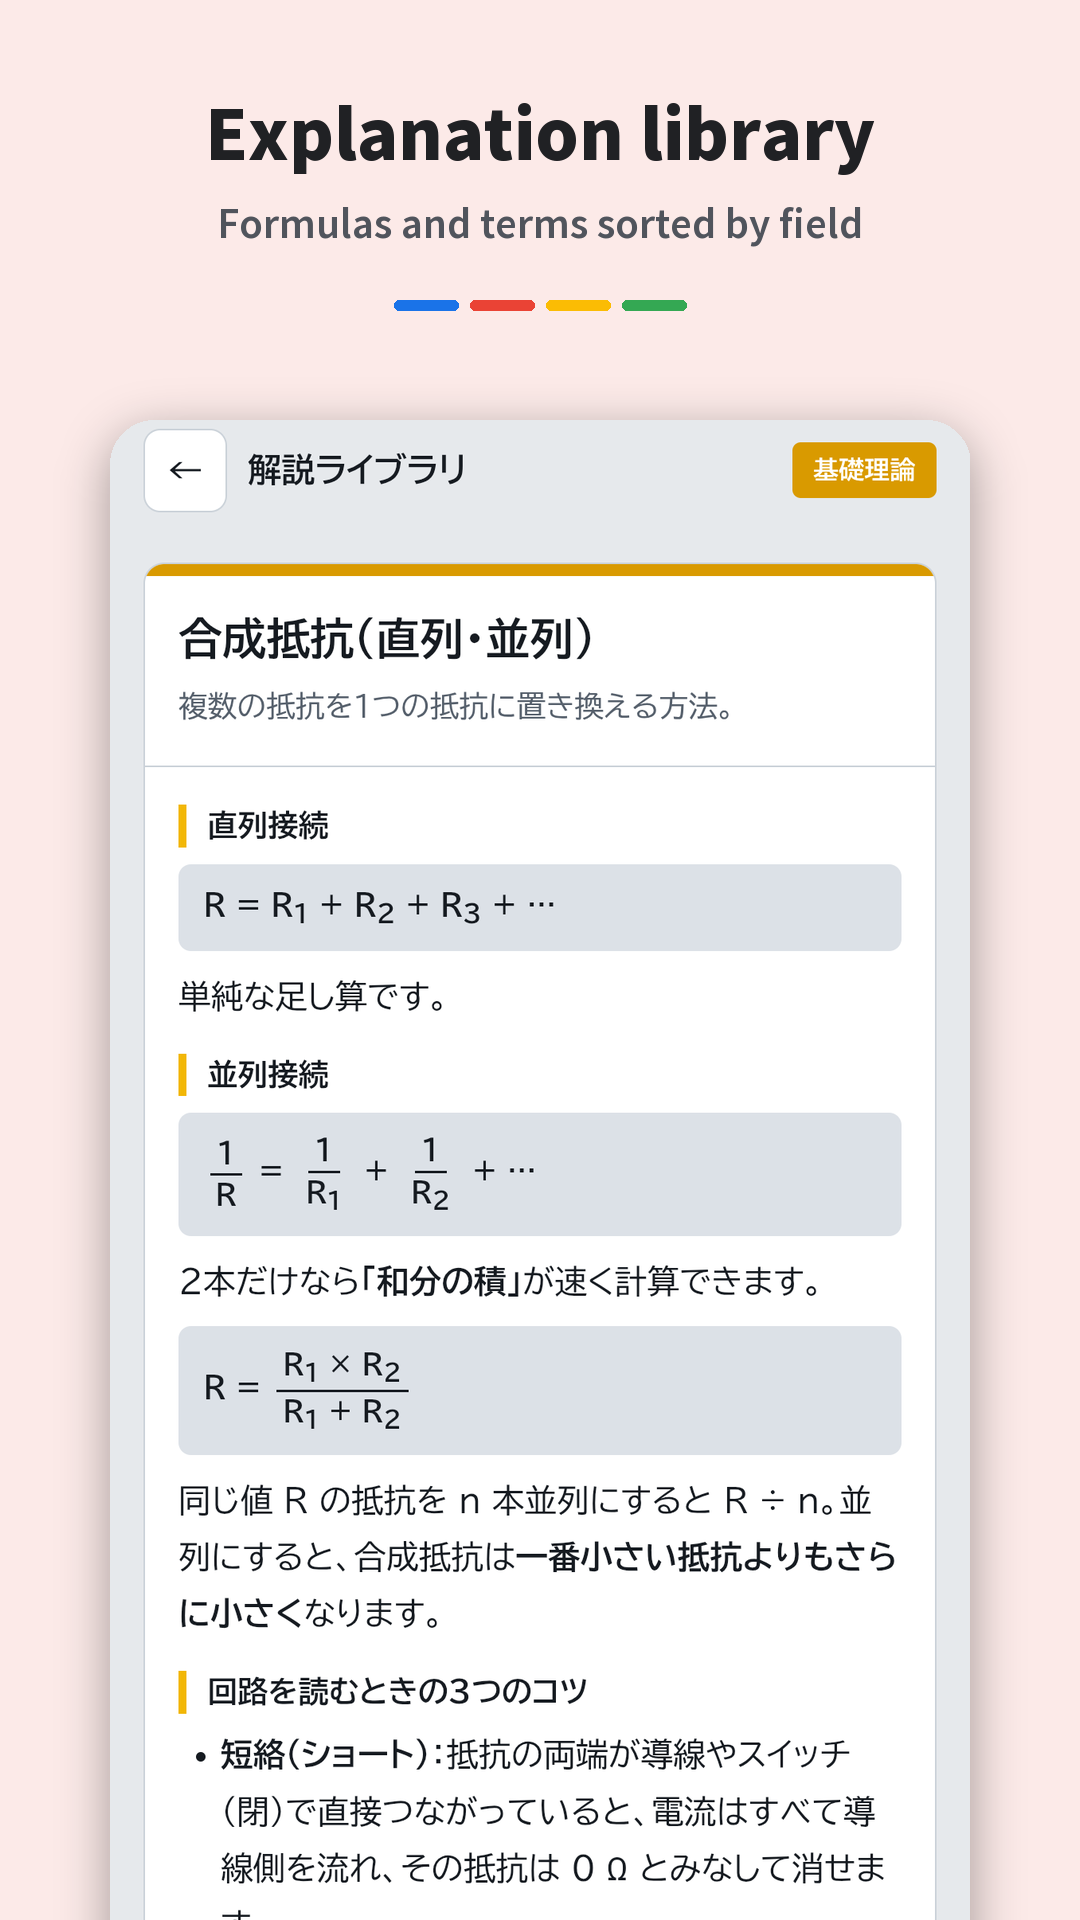 Explanation library
Formulas and terms sorted by field
← 解説ライブラリ 基礎理論
合成抵抗(直列・並列)
複数の抵抗を1つの抵抗に置き換える方法。
直列接続
R = R₁ + R₂ + R₃ + ⋯
単純な足し算です。
並列接続
1/R = 1/R₁ + 1/R₂ + ⋯
2本だけなら「和分の積」が速く計算できます。
R = (R₁ × R₂)/(R₁ + R₂)
同じ値 R の抵抗を n 本並列にすると R ÷ n。並
列にすると、合成抵抗は一番小さい抵抗よりもさら
に小さくなります。
回路を読むときの3つのコツ
• 短絡(ショート):抵抗の両端が導線やスイッチ
(閉)で直接つながっていると、電流はすべて導
線側を流れ、その抵抗は 0 Ω とみなして消せま